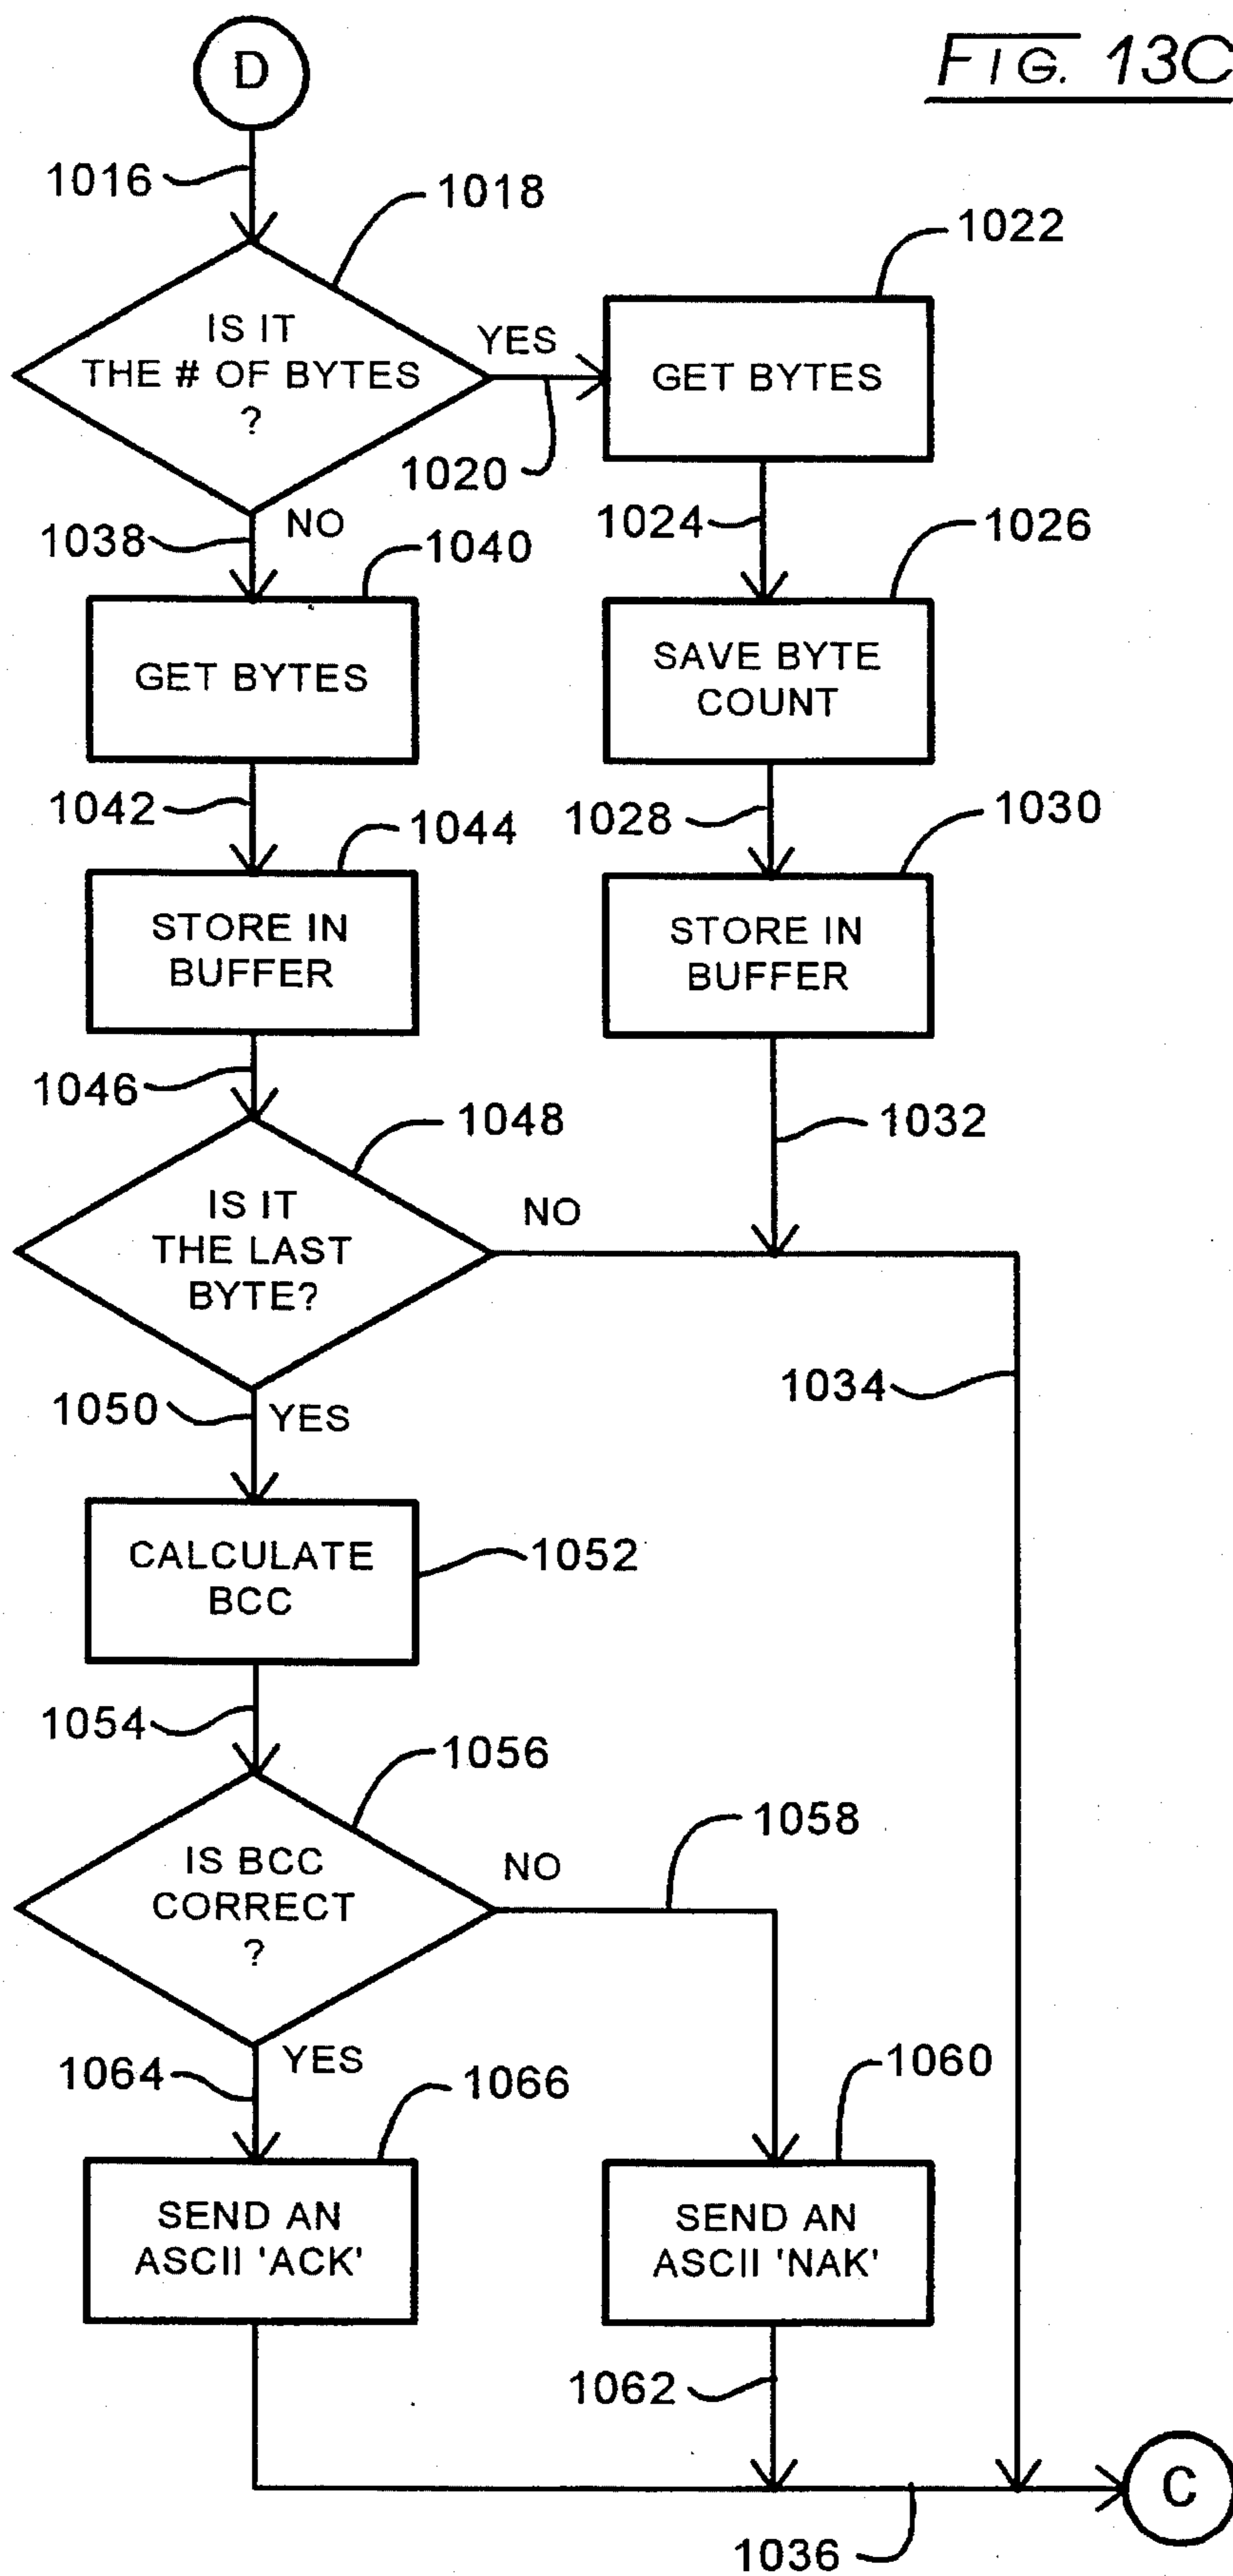 FIG. 13C
D
1016
1018
1022
IS IT
THE # OF BYTES
?
YES
GET BYTES
1020
NO
1038
1040
1024
1026
GET BYTES
SAVE BYTE
COUNT
1042
1044
1028
1030
STORE IN
BUFFER
STORE IN
BUFFER
1046
1048
1032
IS IT
THE LAST
BYTE?
NO
1034
1050
YES
CALCULATE
BCC
1052
1054
1056
1058
IS BCC
CORRECT
?
NO
YES
1064
1066
1060
SEND AN
ASCII 'ACK'
SEND AN
ASCII 'NAK'
1062
C
1036